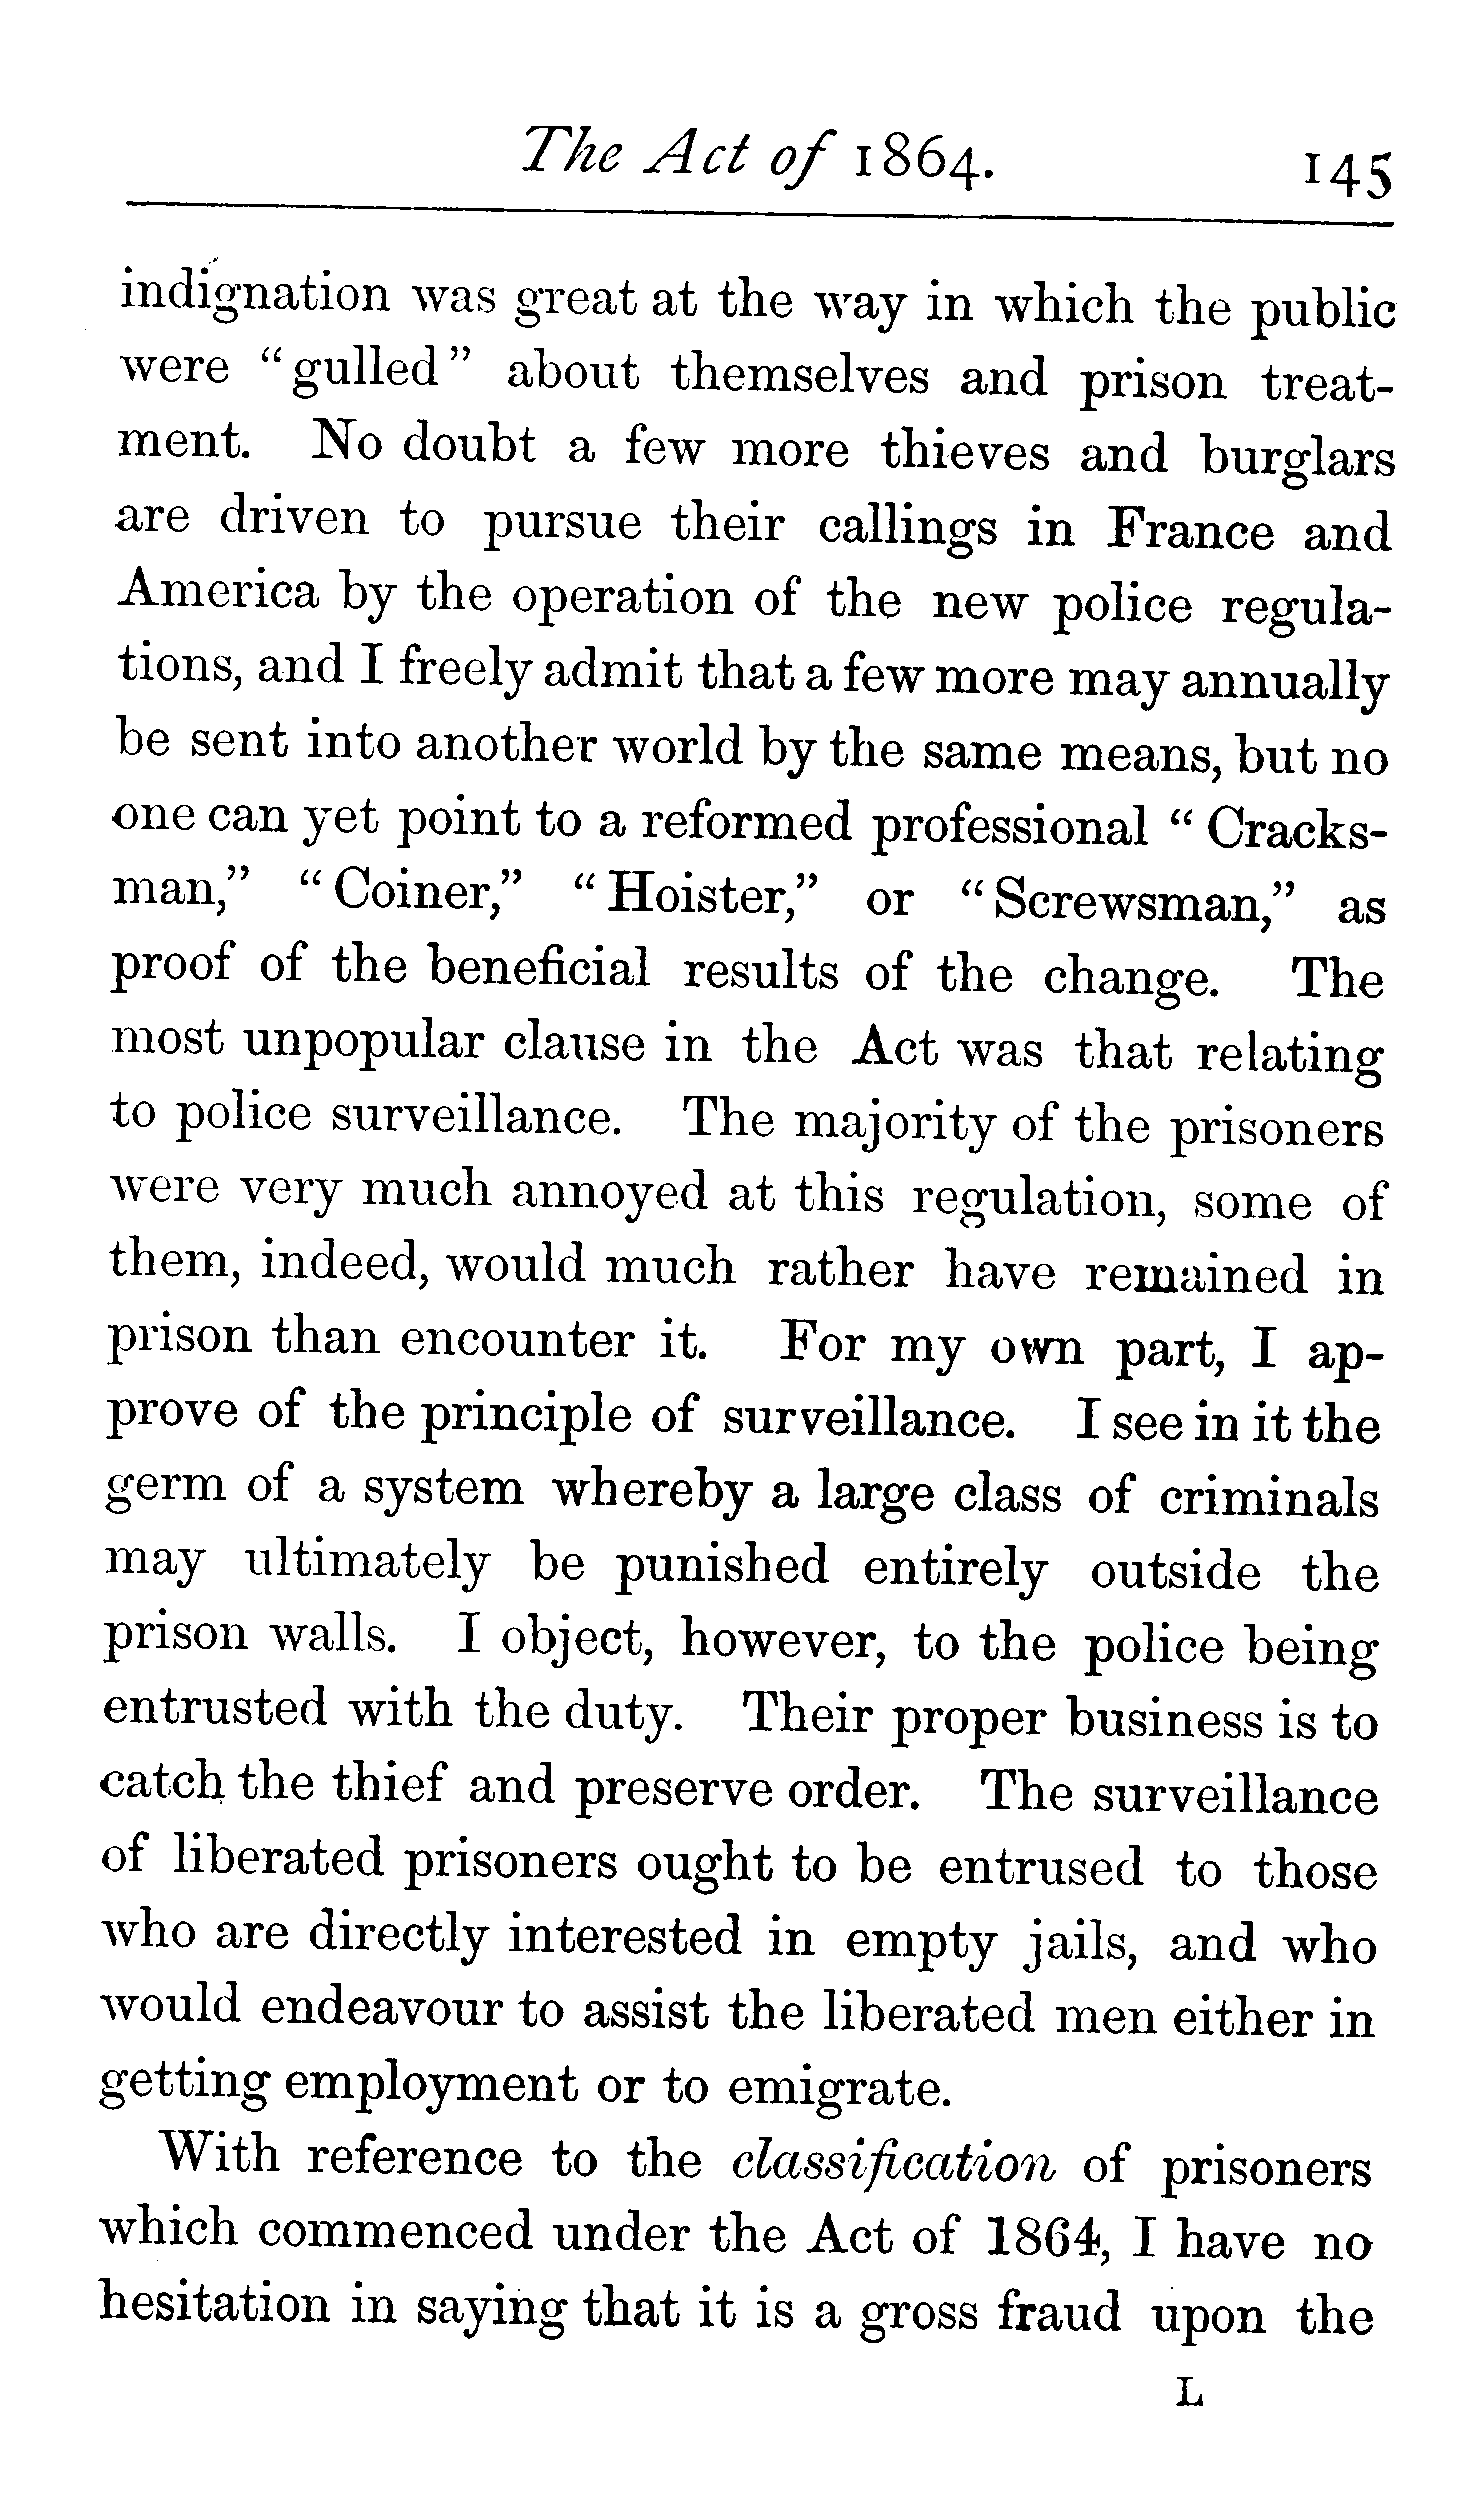 The Act of 1864. 145
indignation was great at the way in which the public
were "gulled" about themselves and prison treat-
ment. No doubt a few more thieves and burglars
are driven to pursue their callings in France and
America by the operation of the new police regula-
tions, and I freely admit that a few more may annually
be sent into another world by the same means, but no
one can yet point to a reformed professional "Cracks-
man," "Coiner," "Hoister," or "Screwsman," as
proof of the beneficial results of the change. The
most unpopular clause in the Act was that relating
to police surveillance. The majority of the prisoners
were very much annoyed at this regulation, some of
them, indeed, would much rather have remained in
prison than encounter it. For my own part, I ap-
prove of the principle of surveillance. I see in it the
germ of a system whereby a large class of criminals
may ultimately be punished entirely outside the
prison walls. I object, however, to the police being
entrusted with the duty. Their proper business is to
catch the thief and preserve order. The surveillance
of liberated prisoners ought to be entrused to those
who are directly interested in empty jails, and who
would endeavour to assist the liberated men either in
getting employment or to emigrate.
With reference to the classification of prisoners
which commenced under the Act of 1864, I have no
hesitation in saying that it is a gross fraud upon the
L